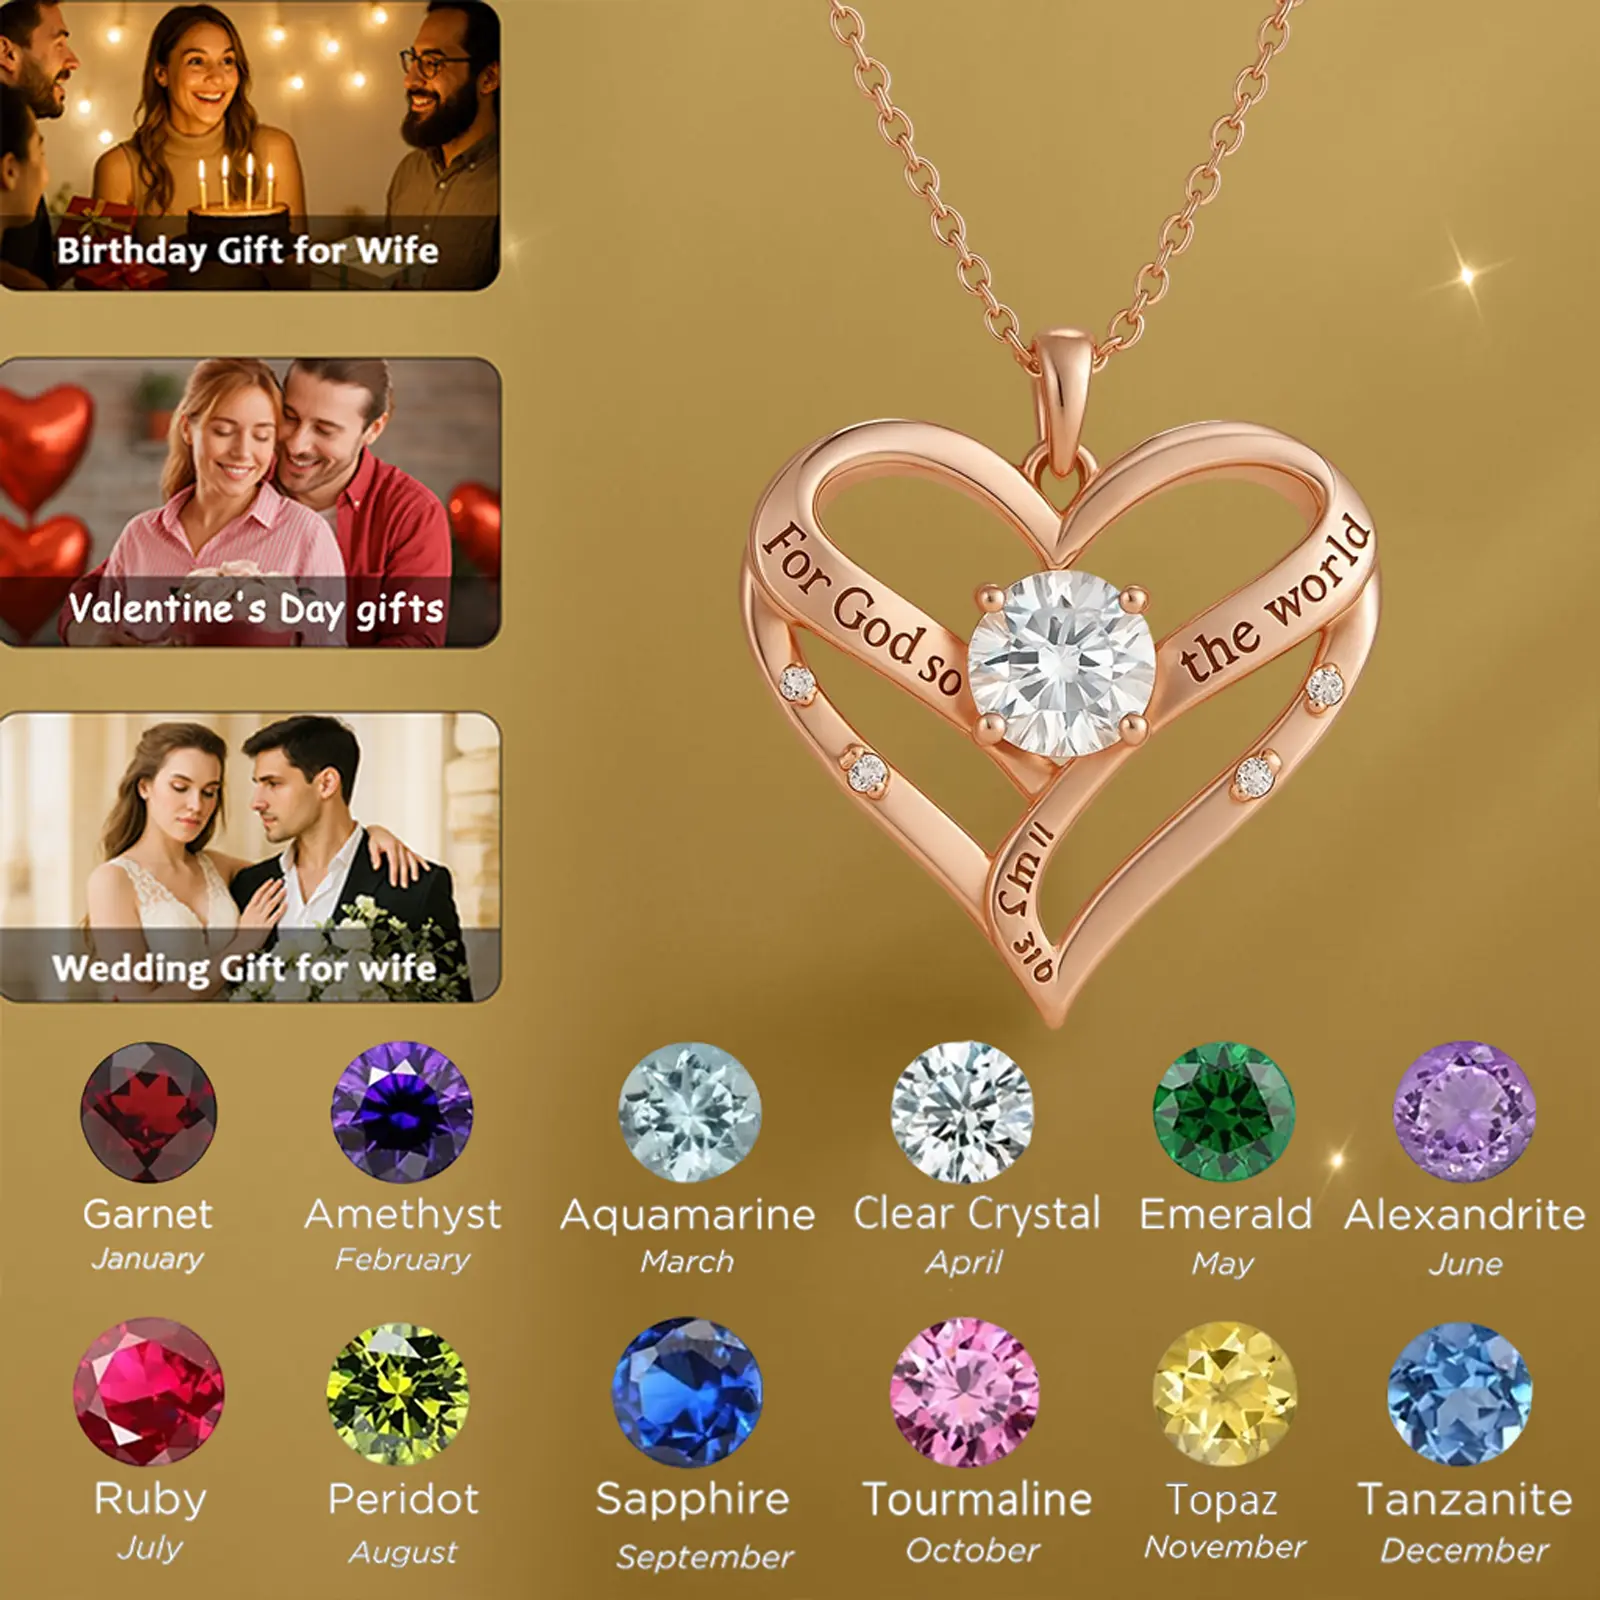 Birthday Gift for Wife
Valentine's Day gifts
Wedding Gift for wife
For God so
the world
Garnet
January
Amethyst
February
Aquamarine
March
Clear Crystal
April
Emerald
May
Alexandrite
June
Ruby
July
Peridot
August
Sapphire
September
Tourmaline
October
Topaz
November
Tanzanite
December